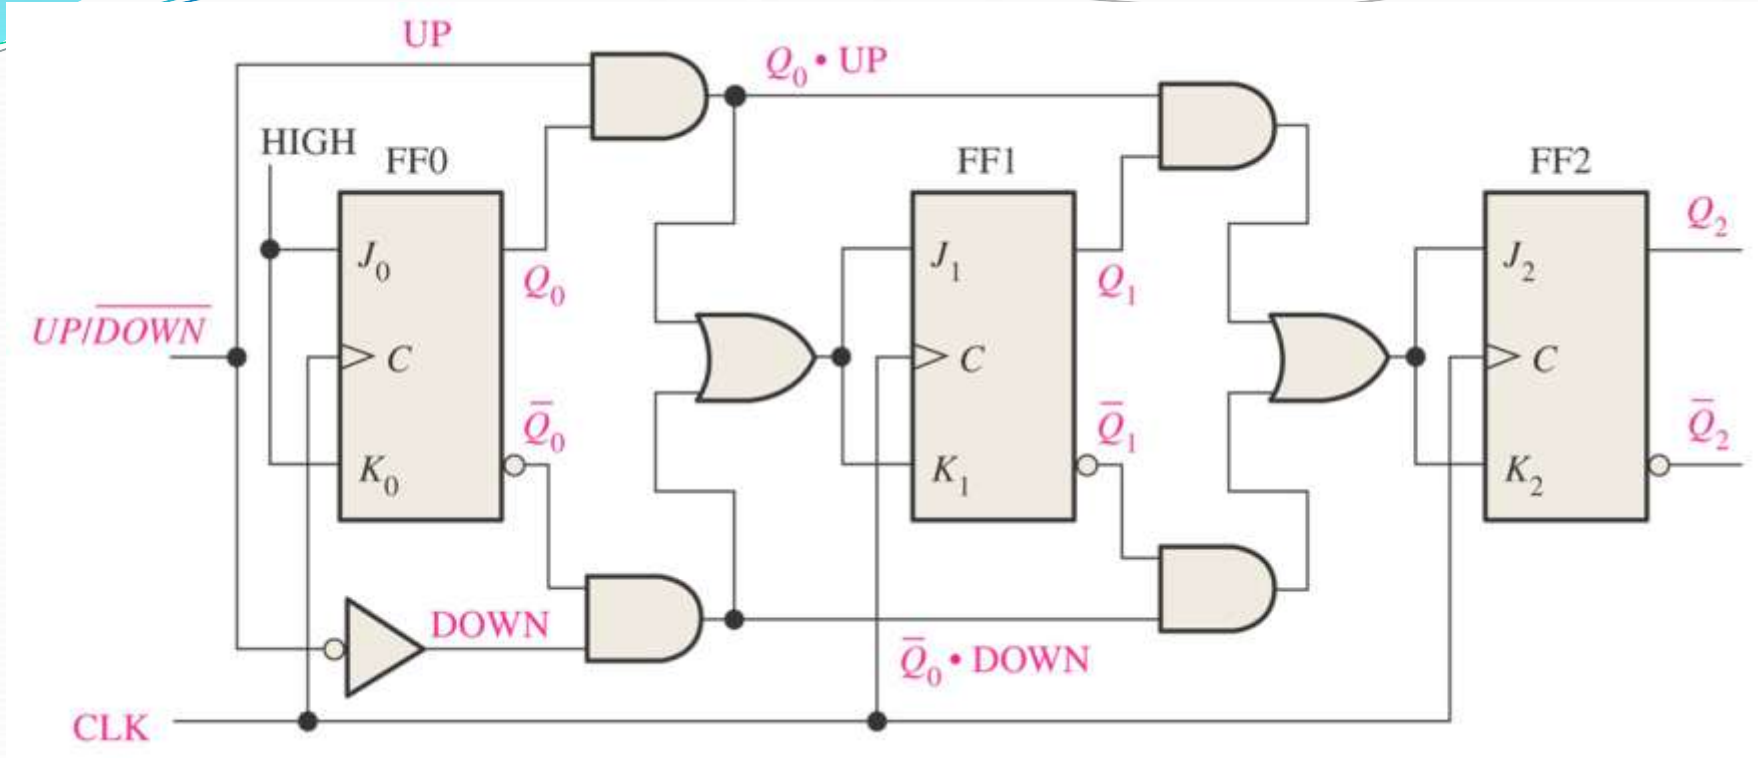 UP
Q₀ • UP
HIGH
FF0
FF1
FF2
J₀
Q₀
J₁
Q₁
J₂
Q₂
UP/D̅O̅W̅N̅
C
C
C
Q̅₀
Q̅₁
Q̅₂
K₀
K₁
K₂
DOWN
Q̅₀ • DOWN
CLK